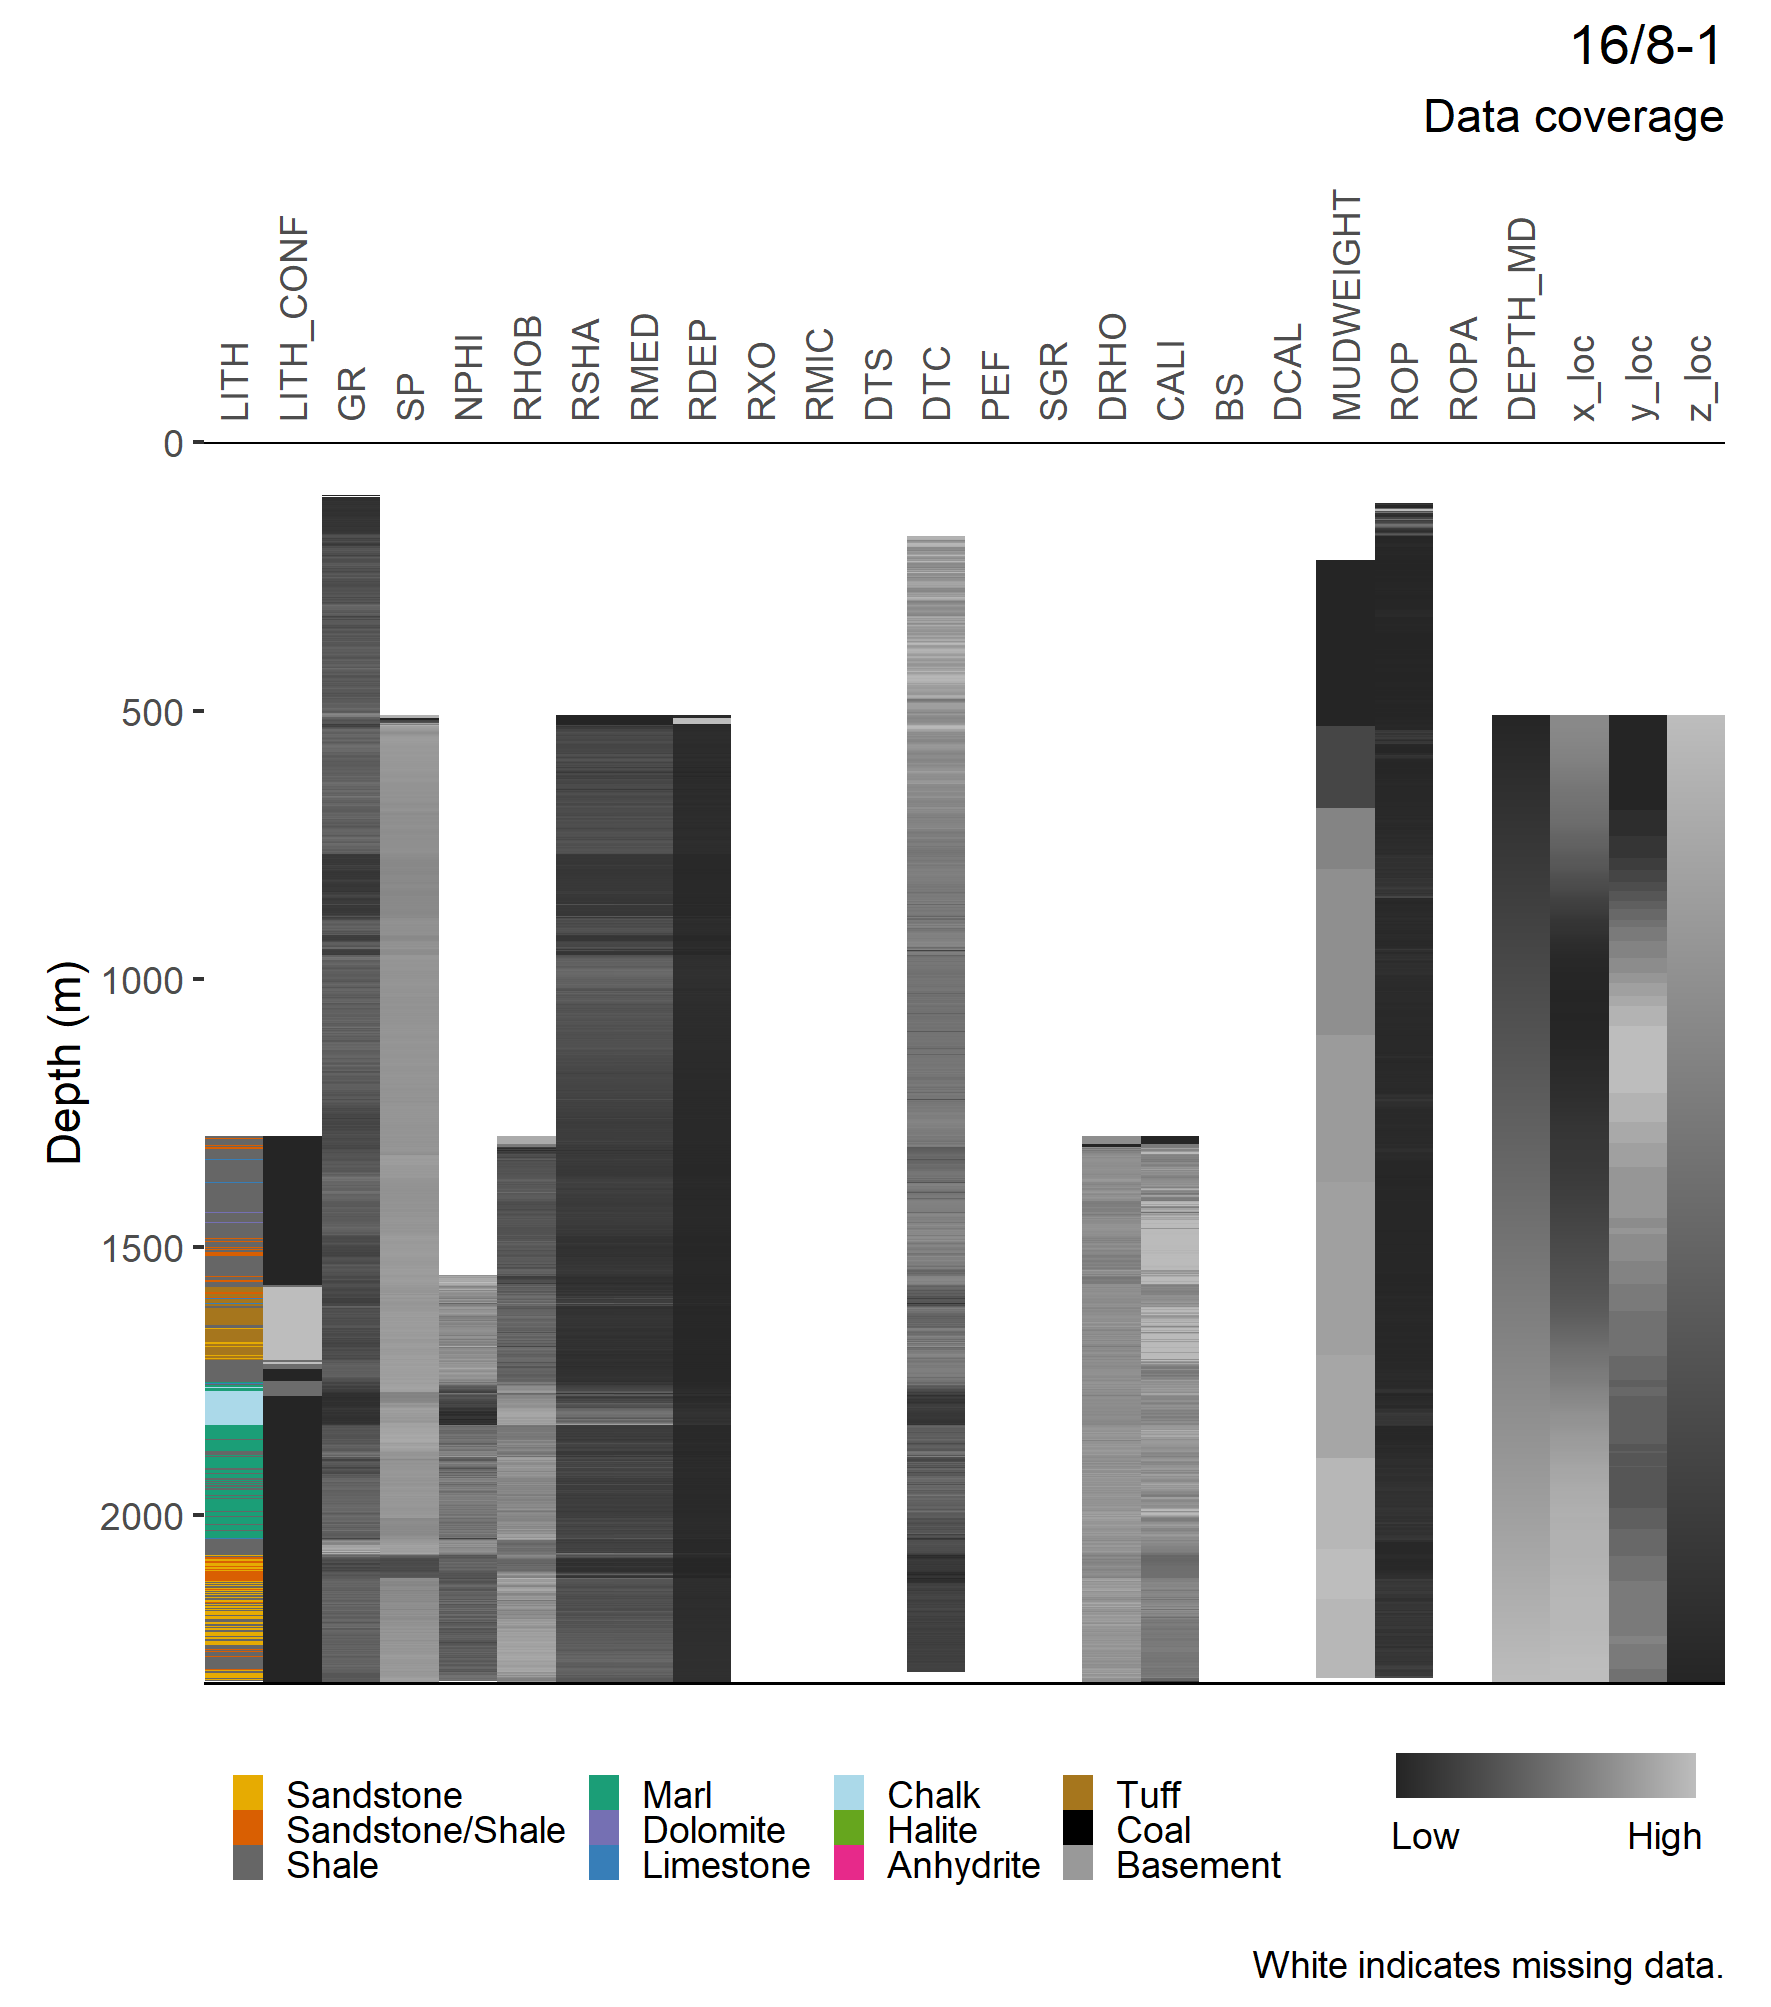 16/8-1
Data coverage
LITH
LITH_CONF
GR
SP
NPHI
RHOB
RSHA
RMED
RDEP
RXO
RMIC
DTS
DTC
PEF
SGR
DRHO
CALI
BS
DCAL
MUDWEIGHT
ROP
ROPA
DEPTH_MD
x_loc
y_loc
z_loc
0
500
1000
1500
2000
Depth (m)
Sandstone
Sandstone/Shale
Shale
Marl
Dolomite
Limestone
Chalk
Halite
Anhydrite
Tuff
Coal
Basement
Low High
White indicates missing data.